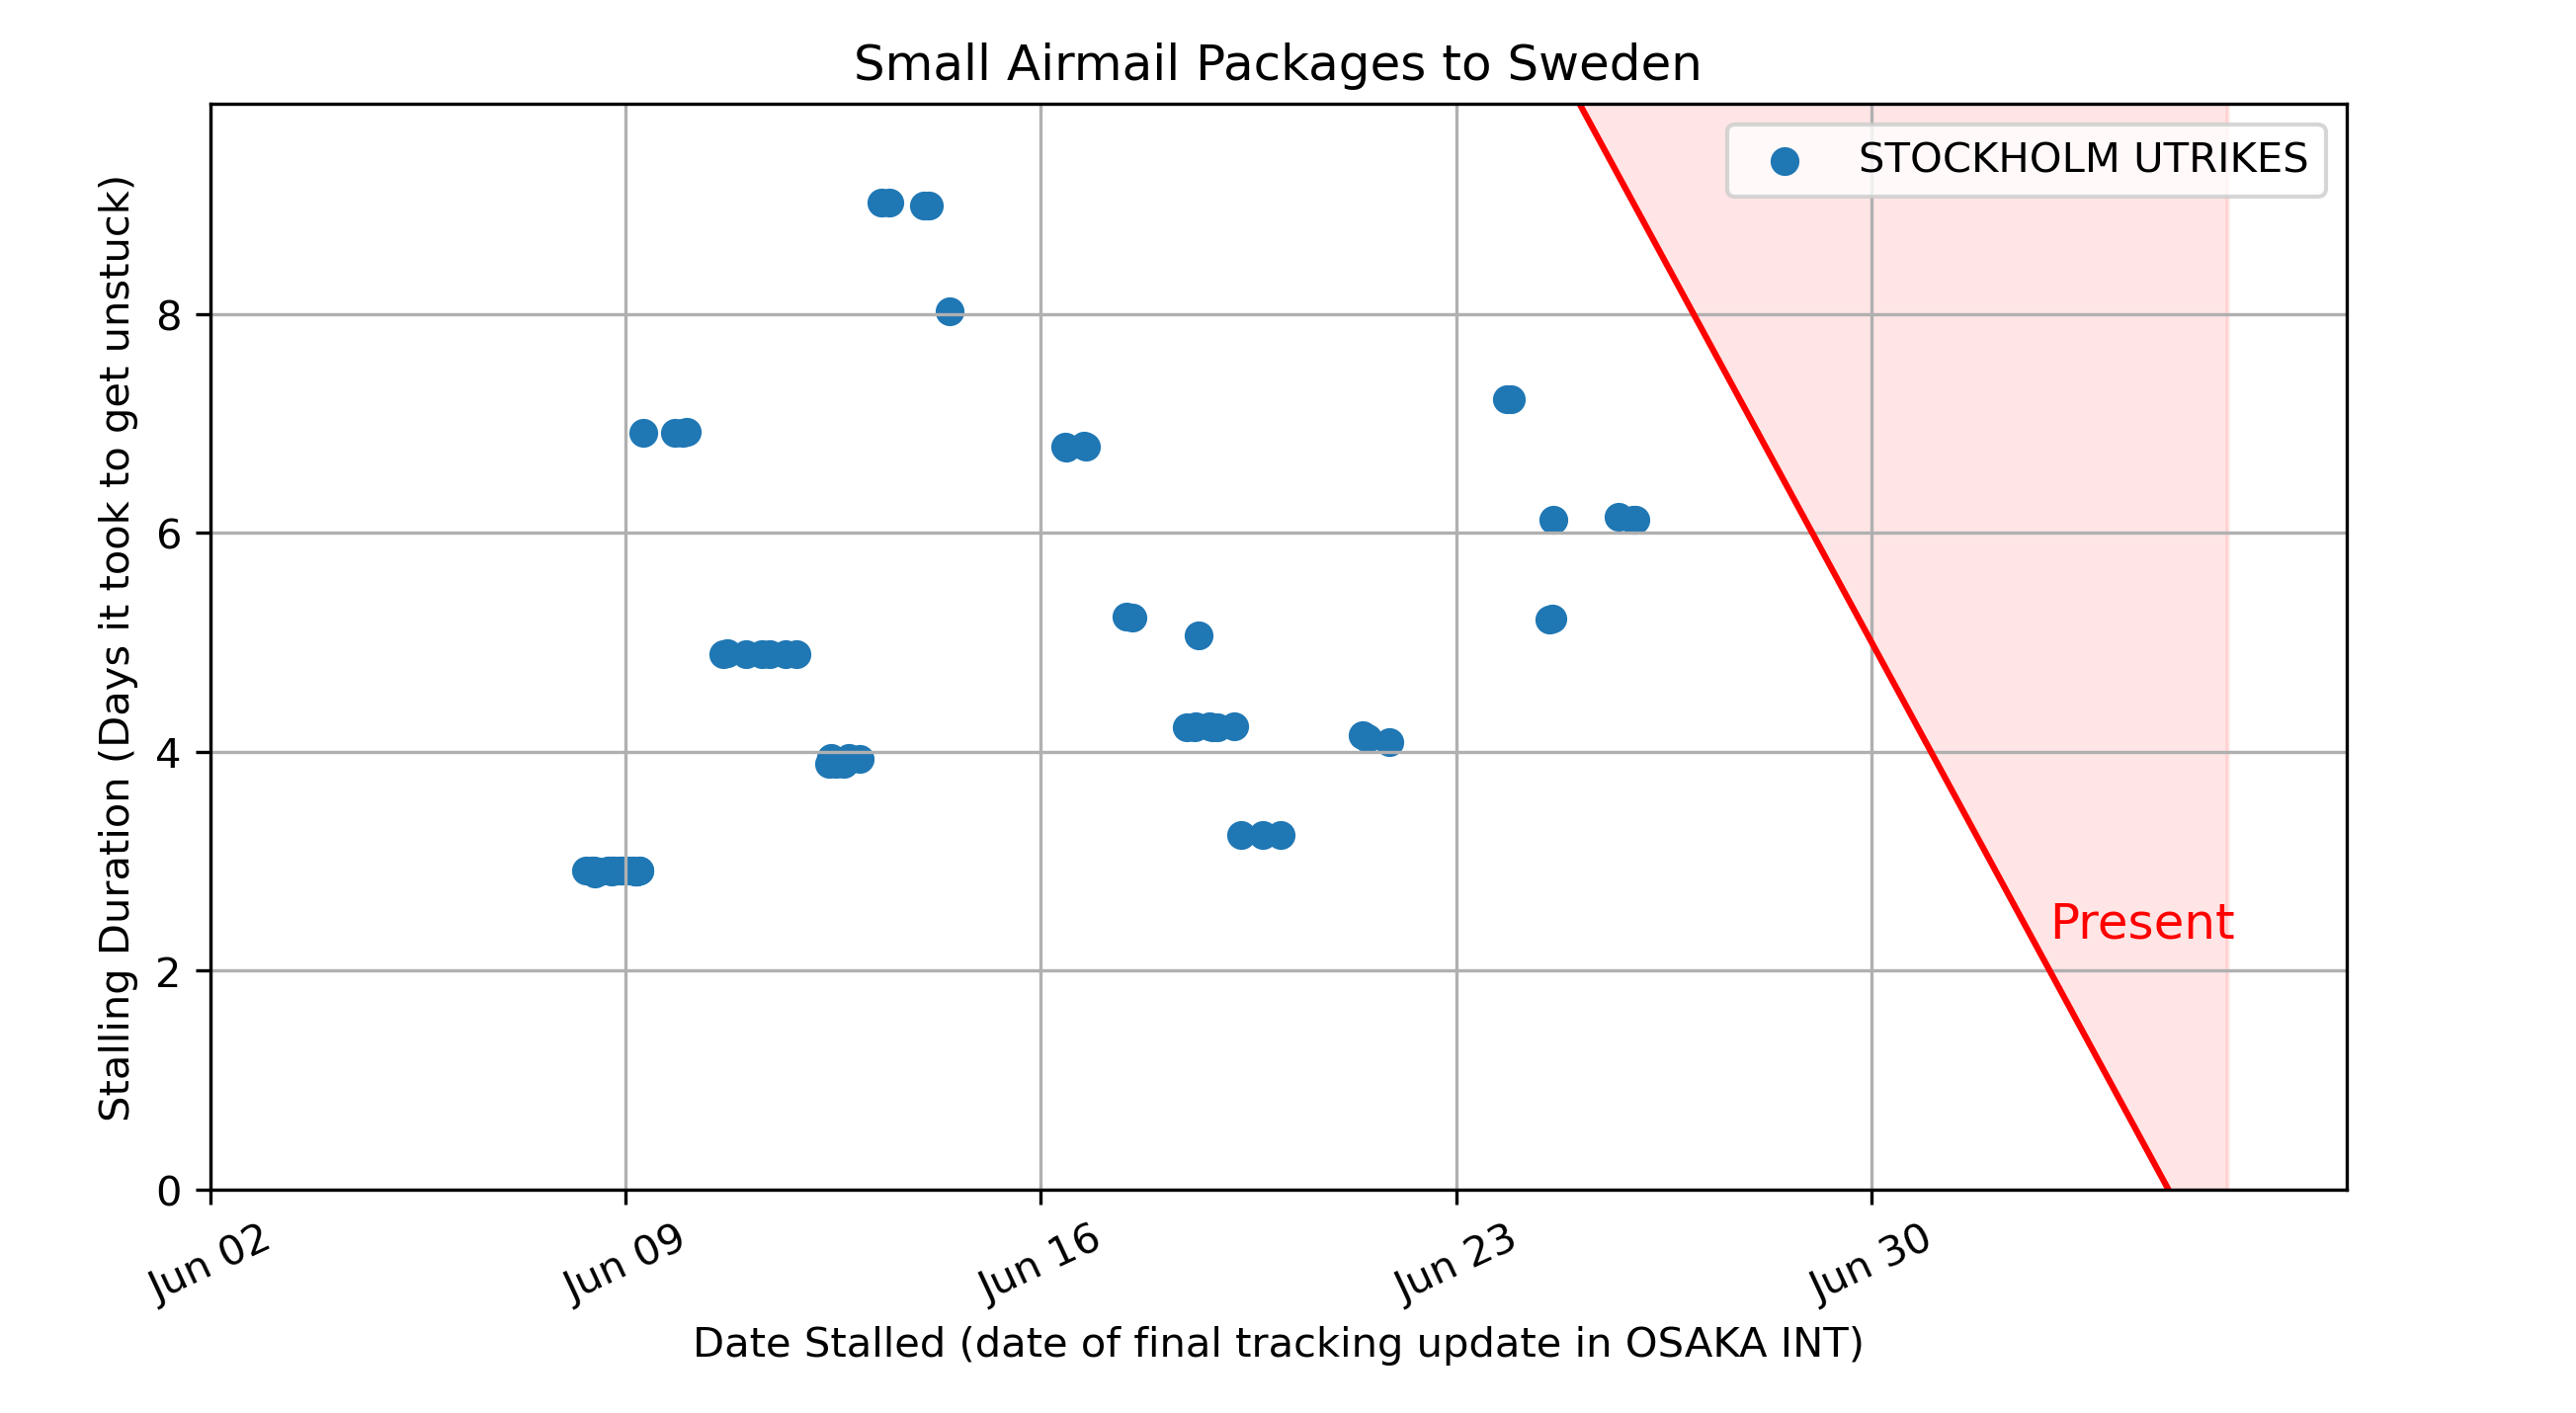 Small Airmail Packages to Sweden
STOCKHOLM UTRIKES
Stalling Duration (Days it took to get unstuck)
8
6
4
2
0
Present
Jun 02
Jun 09
Jun 16
Jun 23
Jun 30
Date Stalled (date of final tracking update in OSAKA INT)